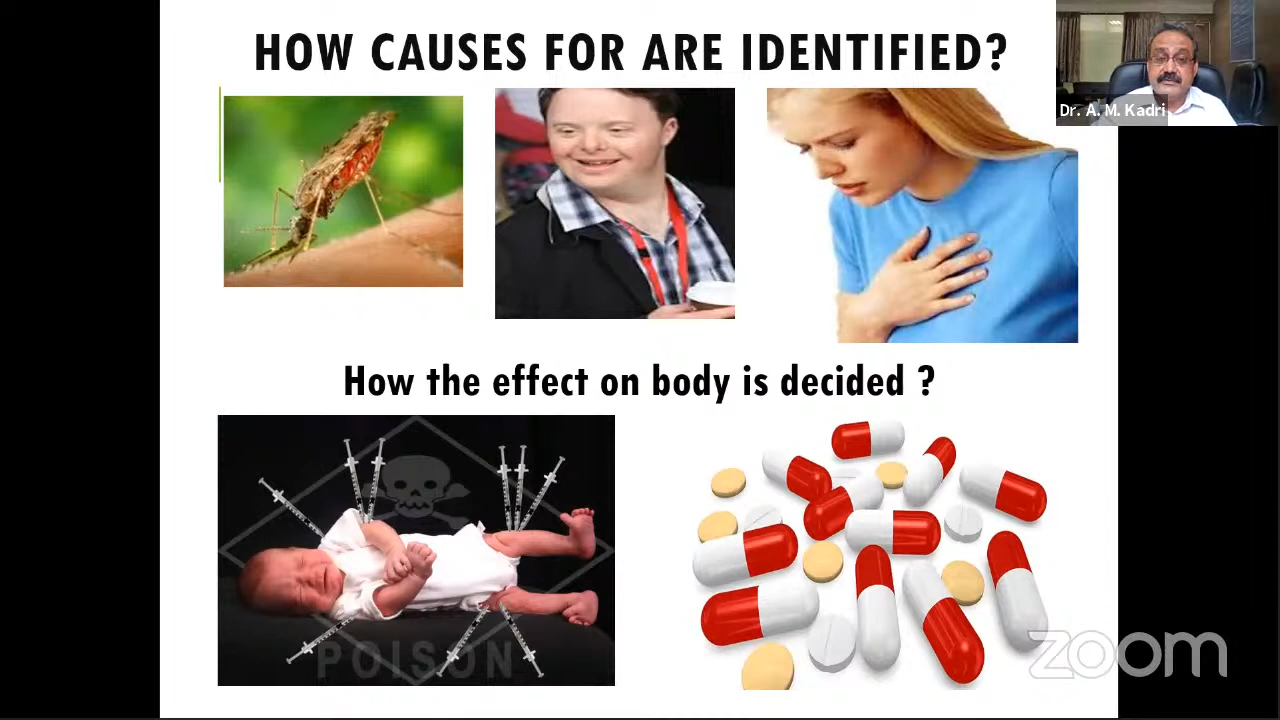 HOW CAUSES FOR ARE IDENTIFIED?
Dr. A. M. Kadri
How the effect on body is decided ?
POISON
zoom